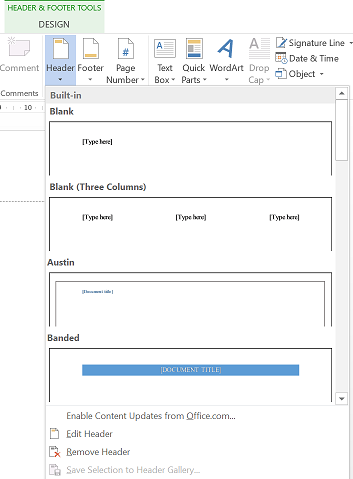 HEADER & FOOTER TOOLS
DESIGN
Comment
Header
Footer
Page
Number
Text
Box
Quick
Parts
WordArt
Drop
Cap
Signature Line
Date & Time
Object
Comments
10
Built-in
Blank
[Type here]
Blank (Three Columns)
[Type here] [Type here] [Type here]
Austin
[Document title]
Banded
[DOCUMENT TITLE]
Enable Content Updates from Office.com...
Edit Header
Remove Header
Save Selection to Header Gallery...